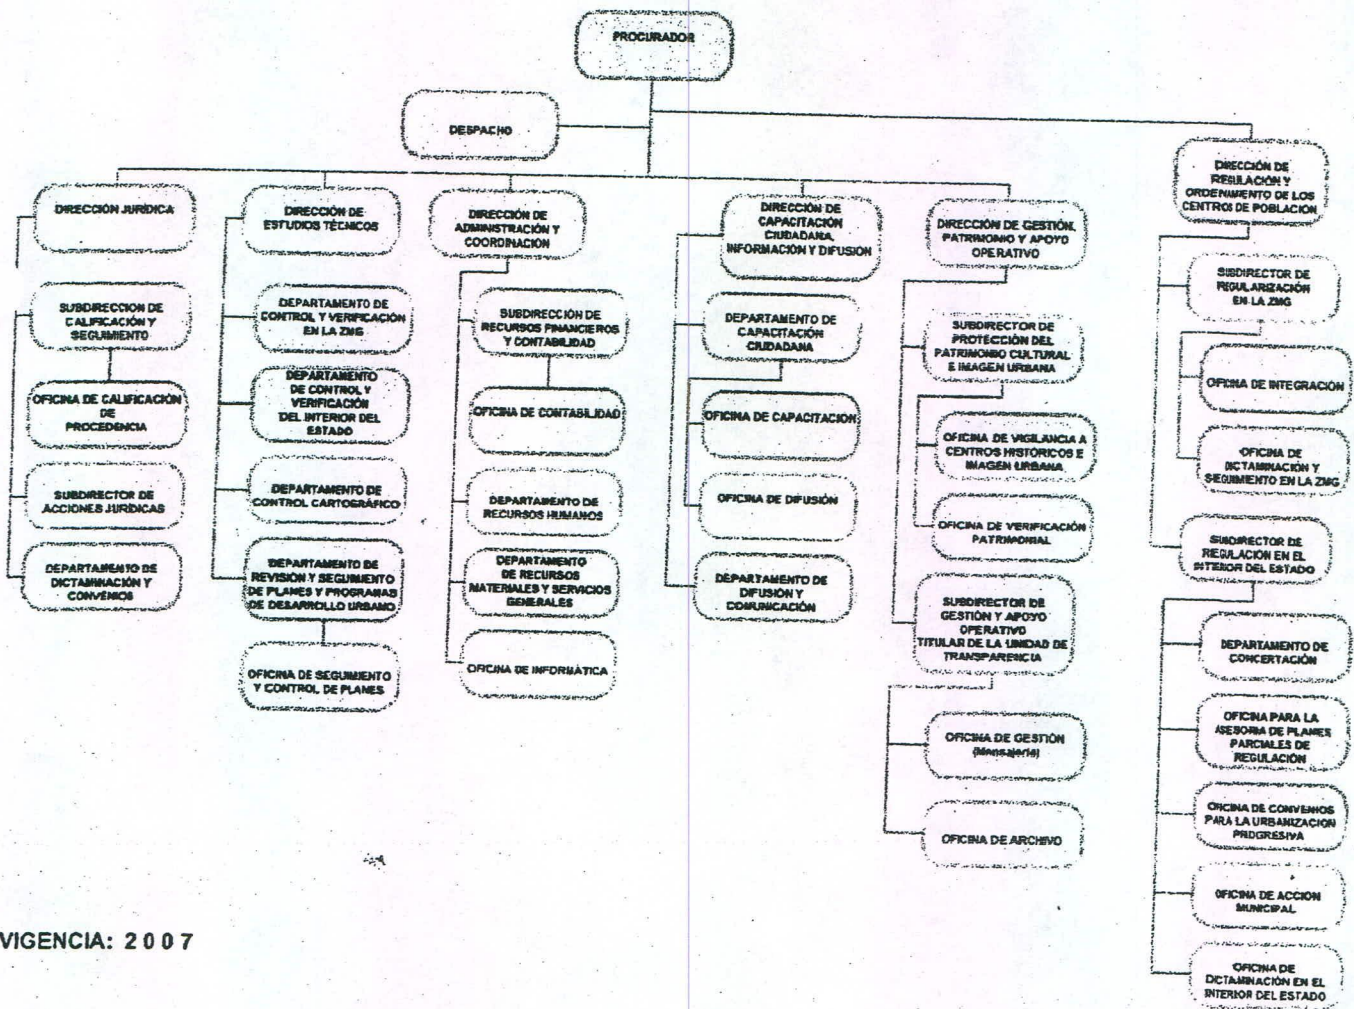 PROCURADOR
DESPACHO
DIRECCIÓN JURÍDICA
SUBDIRECCION DE
CALIFICACIÓN Y
SEGUIMIENTO
OFICINA DE CALIFICACIÓN
DE
PROCEDENCIA
SUBDIRECTOR DE
ACCIONES JURÍDICAS
DEPARTAMENTO DE
DICTAMINACIÓN Y
CONVENIOS
DIRECCIÓN DE
ESTUDIOS TÉCNICOS
DEPARTAMENTO DE
CONTROL Y VERIFICACIÓN
EN LA ZMG
DEPARTAMENTO
DE CONTROL Y
VERIFICACIÓN
DEL INTERIOR DEL
ESTADO
DEPARTAMENTO DE
CONTROL CARTOGRÁFICO
DEPARTAMENTO DE
REVISIÓN Y SEGUIMIENTO
DE PLANES Y PROGRAMAS
DE DESARROLLO URBANO
OFICINA DE SEGUIMIENTO
Y CONTROL DE PLANES
DIRECCIÓN DE
ADMINISTRACIÓN Y
COORDINACIÓN
SUBDIRECCIÓN DE
RECURSOS FINANCIEROS
Y CONTABILIDAD
OFICINA DE CONTABILIDAD
DEPARTAMENTO DE
RECURSOS HUMANOS
DEPARTAMENTO
DE RECURSOS
MATERIALES Y SERVICIOS
GENERALES
OFICINA DE INFORMÁTICA
DIRECCIÓN DE
CAPACITACIÓN
CIUDADANA,
INFORMACIÓN Y DIFUSIÓN
DEPARTAMENTO DE
CAPACITACIÓN
CIUDADANA
OFICINA DE CAPACITACION
OFICINA DE DIFUSIÓN
DEPARTAMENTO DE
DIFUSIÓN Y
COMUNICACIÓN
DIRECCIÓN DE GESTIÓN,
PATRIMONIO Y APOYO
OPERATIVO
SUBDIRECTOR DE
PROTECCIÓN DEL
PATRIMONIO CULTURAL
E IMAGEN URBANA
OFICINA DE VIGILANCIA A
CENTROS HISTÓRICOS E
IMAGEN URBANA
OFICINA DE VERIFICACIÓN
PATRIMONIAL
SUBDIRECTOR DE
GESTIÓN Y APOYO
OPERATIVO
TITULAR DE LA UNIDAD DE
TRANSPARENCIA
OFICINA DE GESTIÓN
(Mensajería)
OFICINA DE ARCHIVO
DIRECCIÓN DE
REGULACIÓN Y
ORDENAMIENTO DE LOS
CENTROS DE POBLACIÓN
SUBDIRECTOR DE
REGULARIZACIÓN
EN LA ZMG
OFICINA DE INTEGRACIÓN
OFICINA DE
DICTAMINACIÓN Y
SEGUIMIENTO EN LA ZMG
SUBDIRECTOR DE
REGULACIÓN EN EL
INTERIOR DEL ESTADO
DEPARTAMENTO DE
CONCERTACIÓN
OFICINA PARA LA
ASESORIA DE PLANES
PARCIALES DE
REGULACIÓN
OFICINA DE CONVENIOS
PARA LA URBANIZACION
PROGRESIVA
OFICINA DE ACCION
MUNICIPAL
OFICINA DE
DICTAMINACIÓN EN EL
INTERIOR DEL ESTADO
VIGENCIA: 2 0 0 7